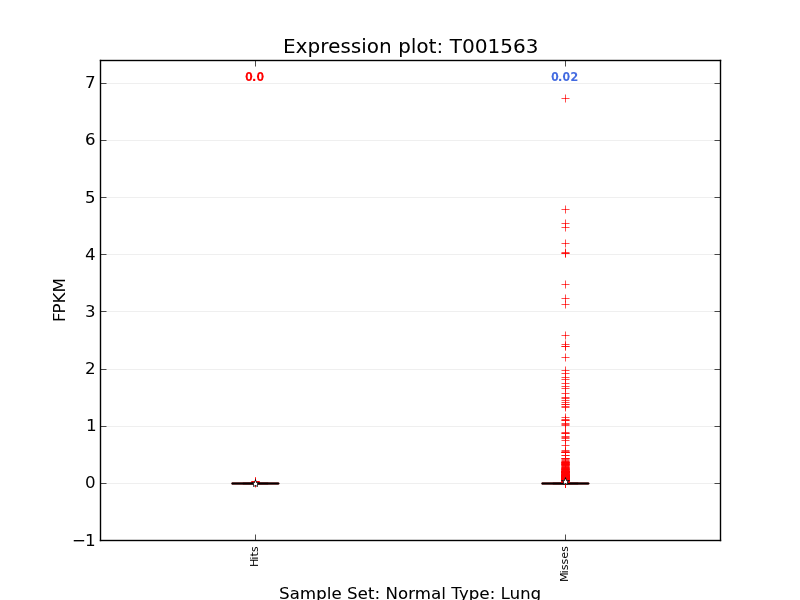 Expression plot: T001563
0.0
0.02
7
6
5
4
3
2
1
0
−1
FPKM
Hits
Misses
Sample Set: Normal Type: Lung